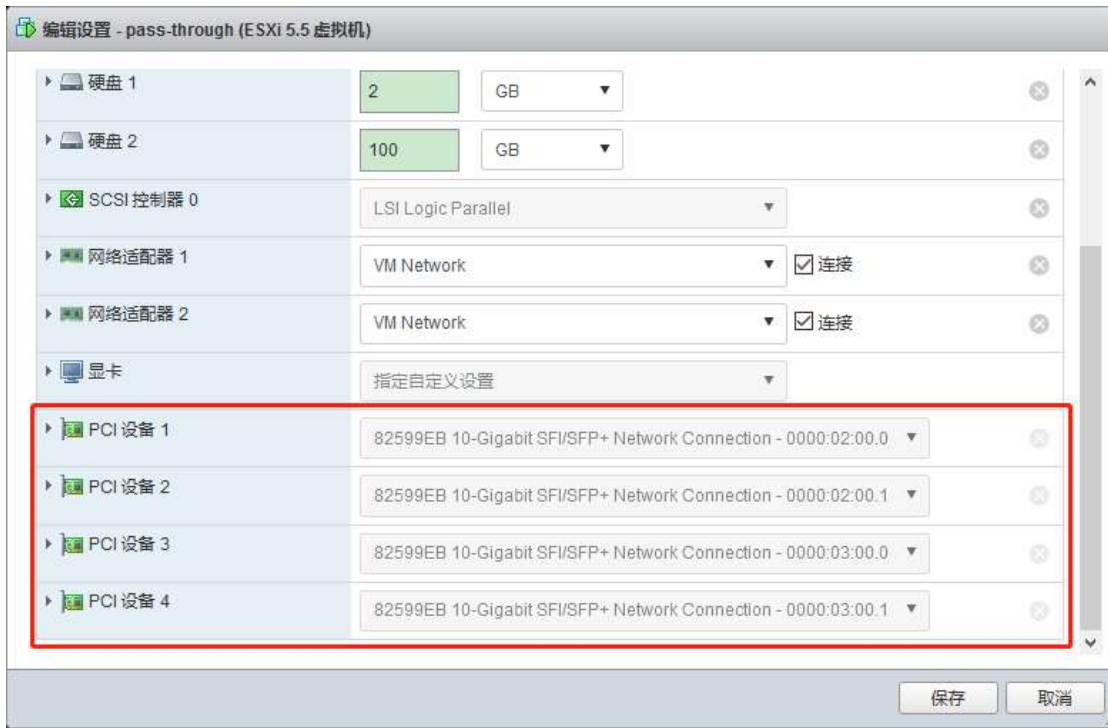 编辑设置 - pass-through (ESXi 5.5 虚拟机)
硬盘 1 2 GB
硬盘 2 100 GB
SCSI 控制器 0 LSI Logic Parallel
网络适配器 1 VM Network 连接
网络适配器 2 VM Network 连接
显卡 指定自定义设置
PCI 设备 1 82599EB 10-Gigabit SFI/SFP+ Network Connection - 0000:02:00.0
PCI 设备 2 82599EB 10-Gigabit SFI/SFP+ Network Connection - 0000:02:00.1
PCI 设备 3 82599EB 10-Gigabit SFI/SFP+ Network Connection - 0000:03:00.0
PCI 设备 4 82599EB 10-Gigabit SFI/SFP+ Network Connection - 0000:03:00.1
保存 取消